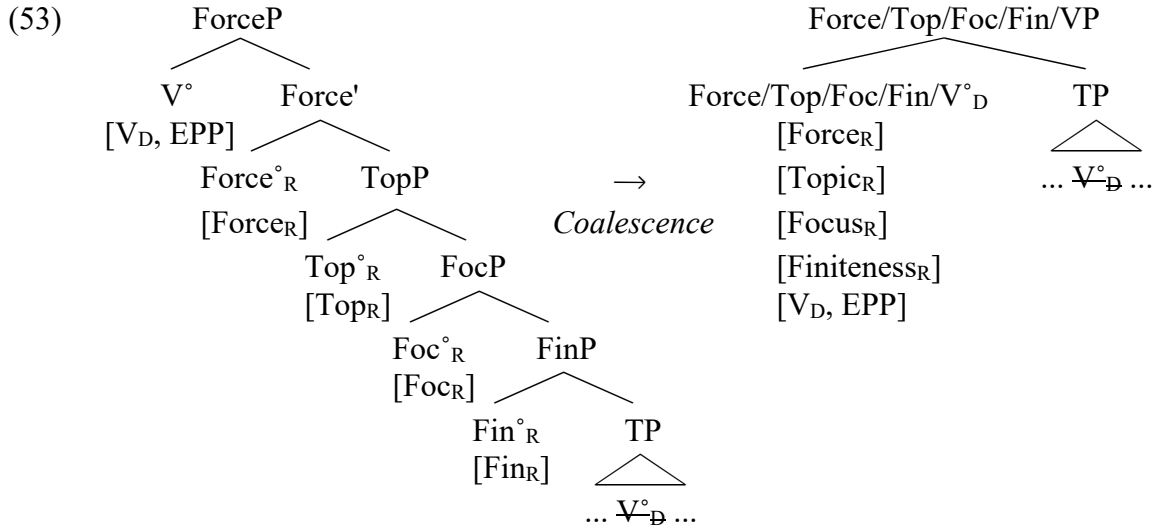 (53) ForceP Force/Top/Foc/Fin/VP
V° Force' Force/Top/Foc/Fin/V°D TP
[VD, EPP] [ForceR]
Force°R TopP → [TopicR] ... V°D ...
[ForceR] Coalescence [FocusR]
Top°R FocP [FinitenessR]
[TopR] [VD, EPP]
Foc°R FinP
[FocR]
Fin°R TP
[FinR]
... V°D ...